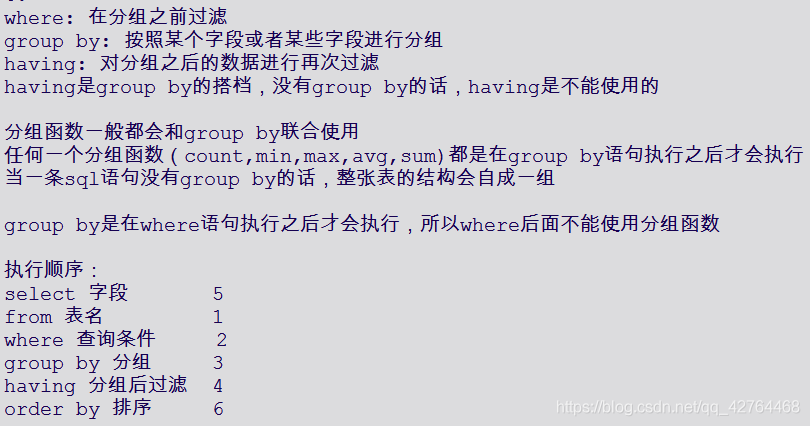 where: 在分组之前过滤
group by: 按照某个字段或者某些字段进行分组
having: 对分组之后的数据进行再次过滤
having是group by的搭档，没有group by的话，having是不能使用的
分组函数一般都会和group by联合使用
任何一个分组函数（count,min,max,avg,sum)都是在group by语句执行之后才会执行
当一条sql语句没有group by的话，整张表的结构会自成一组
group by是在where语句执行之后才会执行，所以where后面不能使用分组函数
执行顺序：
select 字段 5
from 表名 1
where 查询条件 2
group by 分组 3
having 分组后过滤 4
order by 排序 6
https://blog.csdn.net/qq_42764468